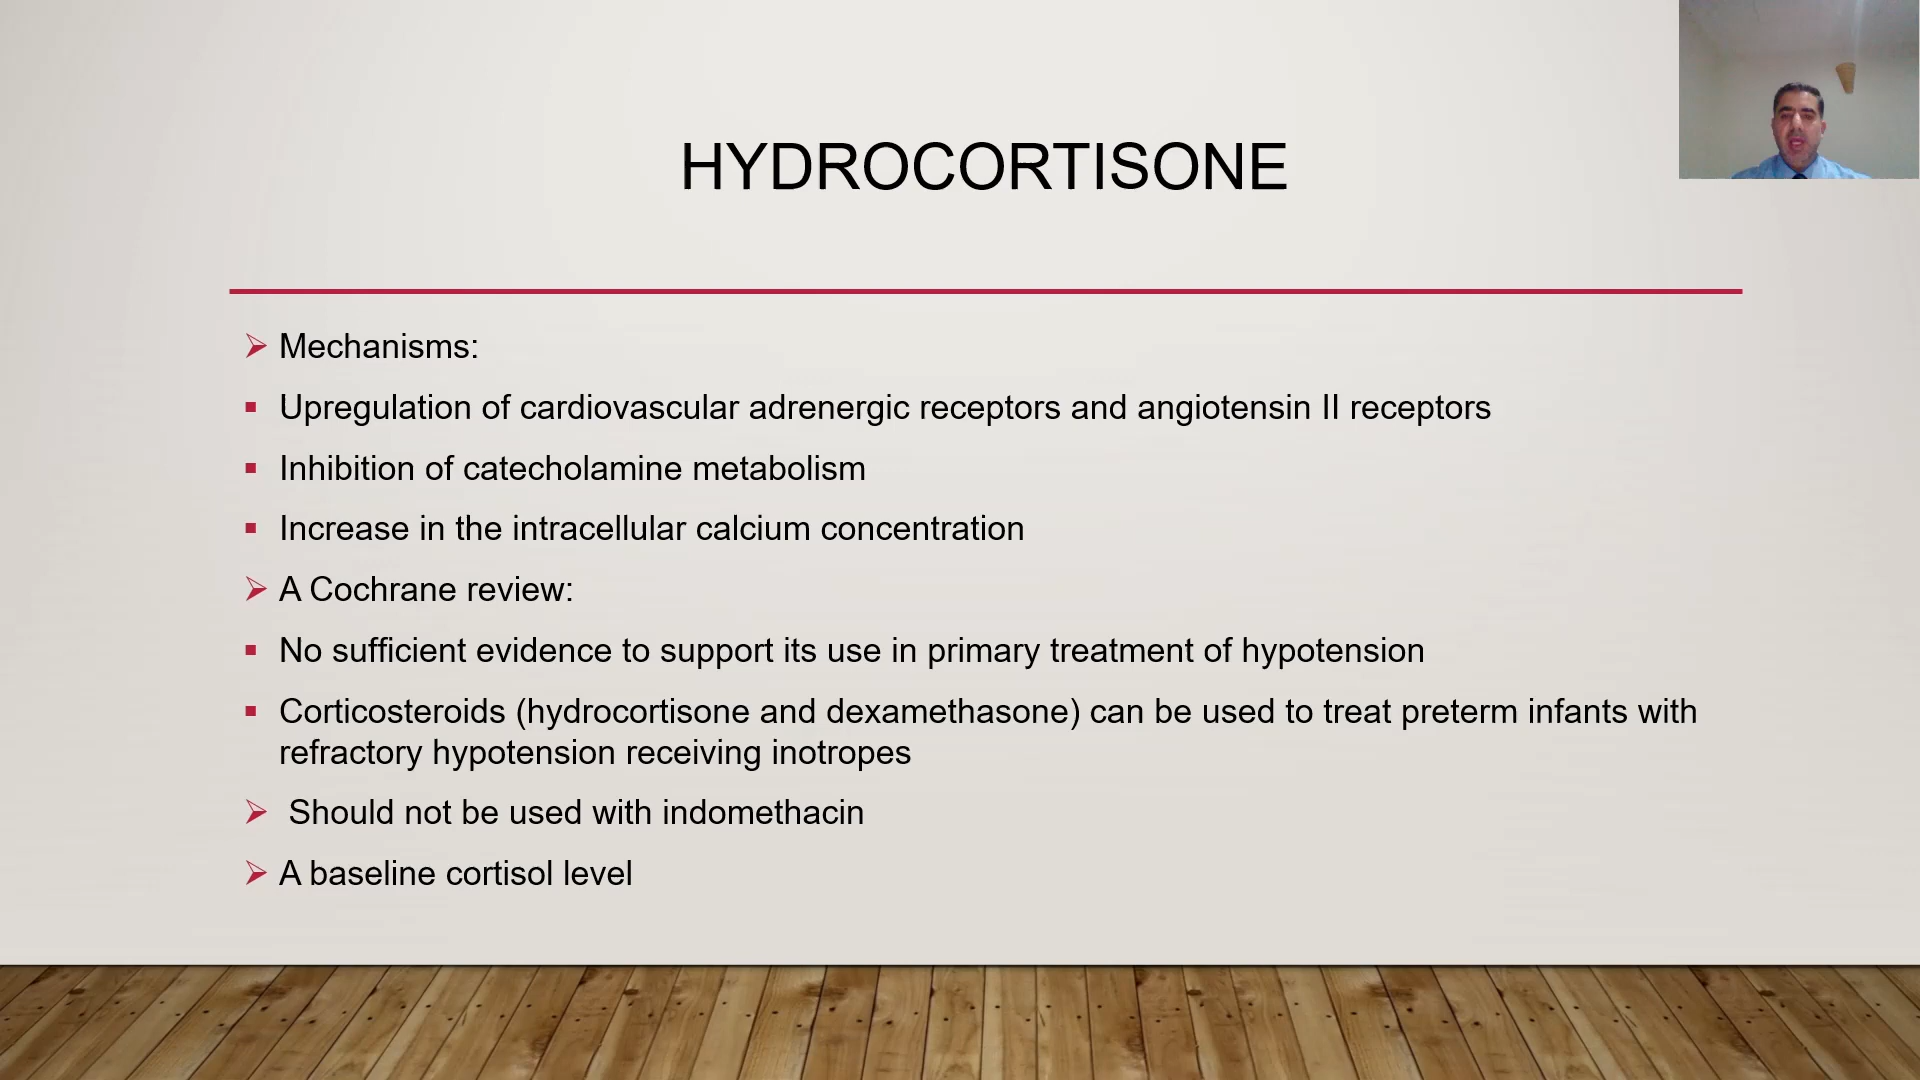 HYDROCORTISONE
Mechanisms:
Upregulation of cardiovascular adrenergic receptors and angiotensin II receptors
Inhibition of catecholamine metabolism
Increase in the intracellular calcium concentration
A Cochrane review:
No sufficient evidence to support its use in primary treatment of hypotension
Corticosteroids (hydrocortisone and dexamethasone) can be used to treat preterm infants with
refractory hypotension receiving inotropes
Should not be used with indomethacin
A baseline cortisol level